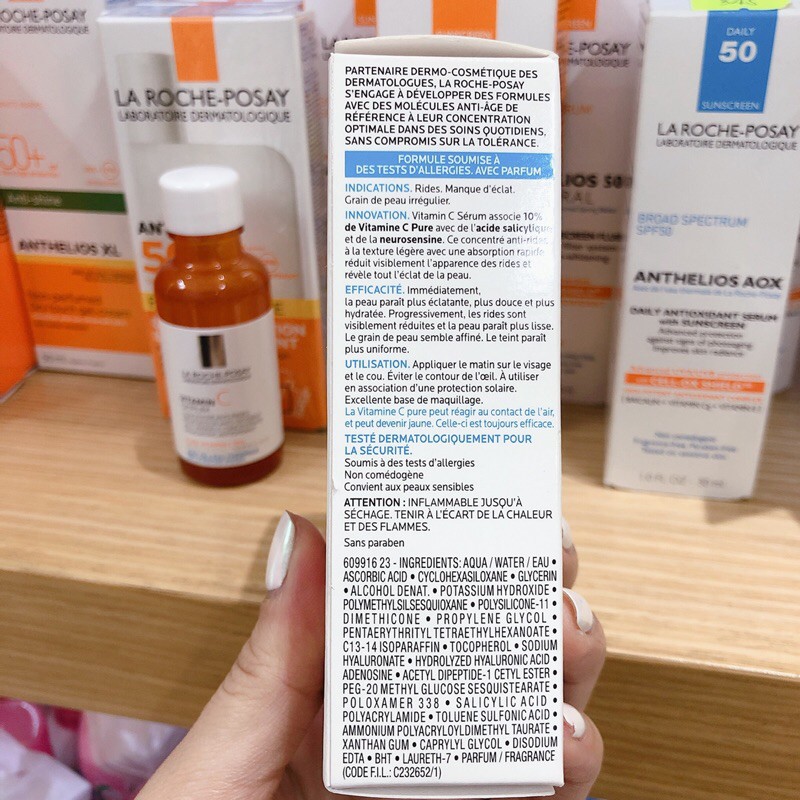 PARTENAIRE DERMO-COSMÉTIQUE DES
DERMATOLOGUES, LA ROCHE-POSAY
S'ENGAGE À DÉVELOPPER DES FORMULES
AVEC DES MOLÉCULES ANTI-ÂGE DE
RÉFÉRENCE À LEUR CONCENTRATION
OPTIMALE DANS DES SOINS QUOTIDIENS,
SANS COMPROMIS SUR LA TOLÉRANCE.
FORMULE SOUMISE À
DES TESTS D'ALLERGIES. AVEC PARFUM
INDICATIONS. Rides. Manque d'éclat.
Grain de peau irrégulier.
INNOVATION. Vitamin C Sérum associe 10%
de Vitamine C Pure avec de l'acide salicylique
et de la neurosensine. Ce concentré anti-rides
à la texture légère avec une absorption rapide
réduit visiblement l'apparence des rides et
révèle tout l'éclat de la peau.
EFFICACITÉ. Immédiatement,
la peau paraît plus éclatante, plus douce et plus
hydratée. Progressivement, les rides sont
visiblement réduites et la peau paraît plus lisse.
Le grain de peau semble affiné. Le teint paraît
plus uniforme.
UTILISATION. Appliquer le matin sur le visage
et le cou. Éviter le contour de l'œil. À utiliser
en association d'une protection solaire.
Excellente base de maquillage.
La Vitamine C pure peut réagir au contact de l'air,
et peut devenir jaune. Celle-ci est toujours efficace.
TESTÉ DERMATOLOGIQUEMENT POUR
LA SÉCURITÉ.
Soumis à des tests d'allergies
Non comédogène
Convient aux peaux sensibles
ATTENTION : INFLAMMABLE JUSQU'À
SÉCHAGE. TENIR À L'ÉCART DE LA CHALEUR
ET DES FLAMMES.
Sans paraben
609916 23 - INGREDIENTS: AQUA / WATER / EAU •
ASCORBIC ACID • CYCLOHEXASILOXANE • GLYCERIN
• ALCOHOL DENAT. • POTASSIUM HYDROXIDE •
POLYMETHYLSILSESQUIOXANE • POLYSILICONE-11 •
DIMETHICONE • PROPYLENE GLYCOL •
PENTAERYTHRITYL TETRAETHYLHEXANOATE •
C13-14 ISOPARAFFIN • TOCOPHEROL • SODIUM
HYALURONATE • HYDROLYZED HYALURONIC ACID •
ADENOSINE • ACETYL DIPEPTIDE-1 CETYL ESTER •
PEG-20 METHYL GLUCOSE SESQUISTEARATE •
POLOXAMER 338 • SALICYLIC ACID •
POLYACRYLAMIDE • TOLUENE SULFONIC ACID •
AMMONIUM POLYACRYLOYLDIMETHYL TAURATE •
XANTHAN GUM • CAPRYLYL GLYCOL • DISODIUM
EDTA • BHT • LAURETH-7 • PARFUM / FRAGRANCE
(CODE F.I.L.: C232652/1)
LA ROCHE-POSAY
LABORATOIRE DERMATOLOGIQUE
50+
ANTHELIOS XL
LA ROCHE-POSAY
VITAMIN C
DAILY
50
SUNSCREEN
LA ROCHE-POSAY
LABORATOIRE DERMATOLOGIQUE
BROAD SPECTRUM
SPF50
ANTHELIOS AOX
DAILY ANTIOXIDANT SERUM
with SUNSCREEN